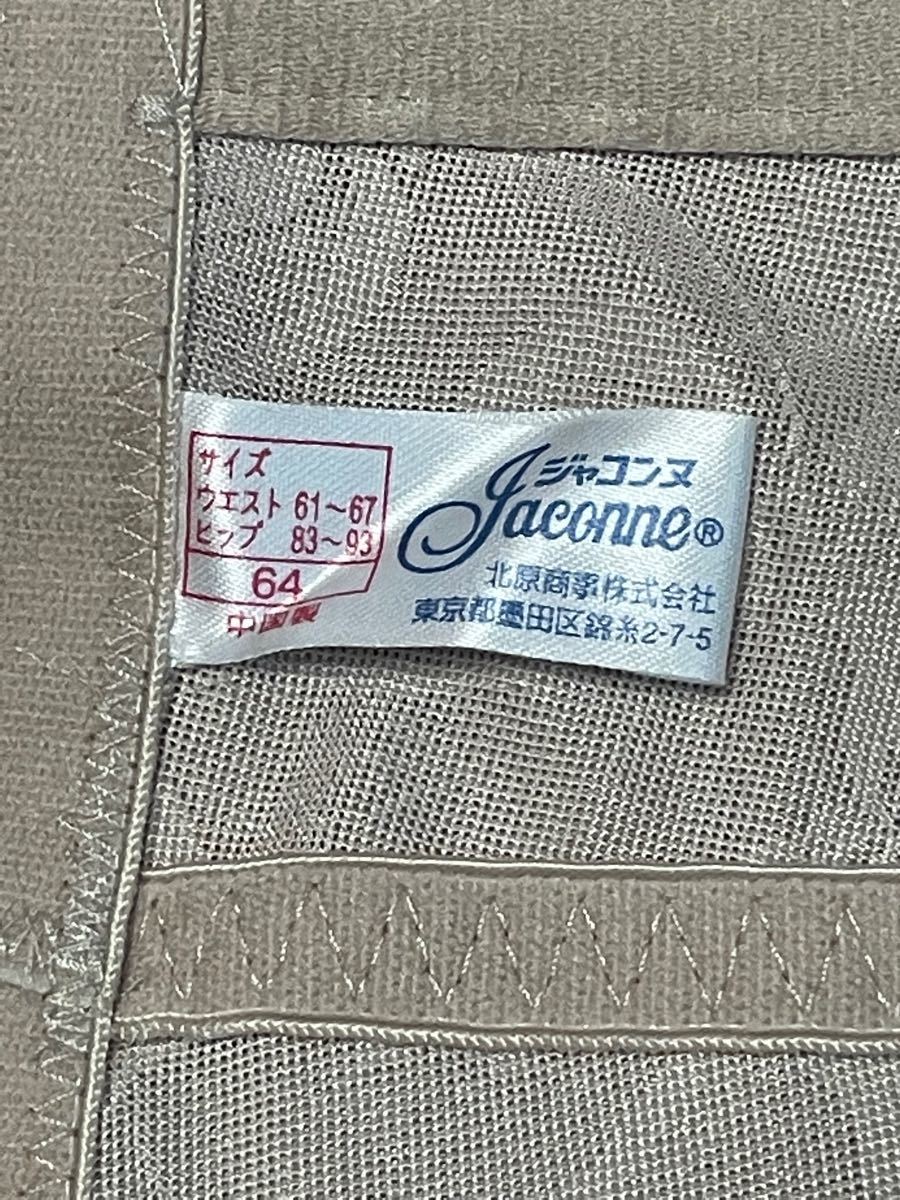 サイズ
ウエスト 61～67
ヒップ 83～93
64
中国製
ジャコンヌ
Jaconne®
北原商事株式会社
東京都墨田区錦糸2-7-5